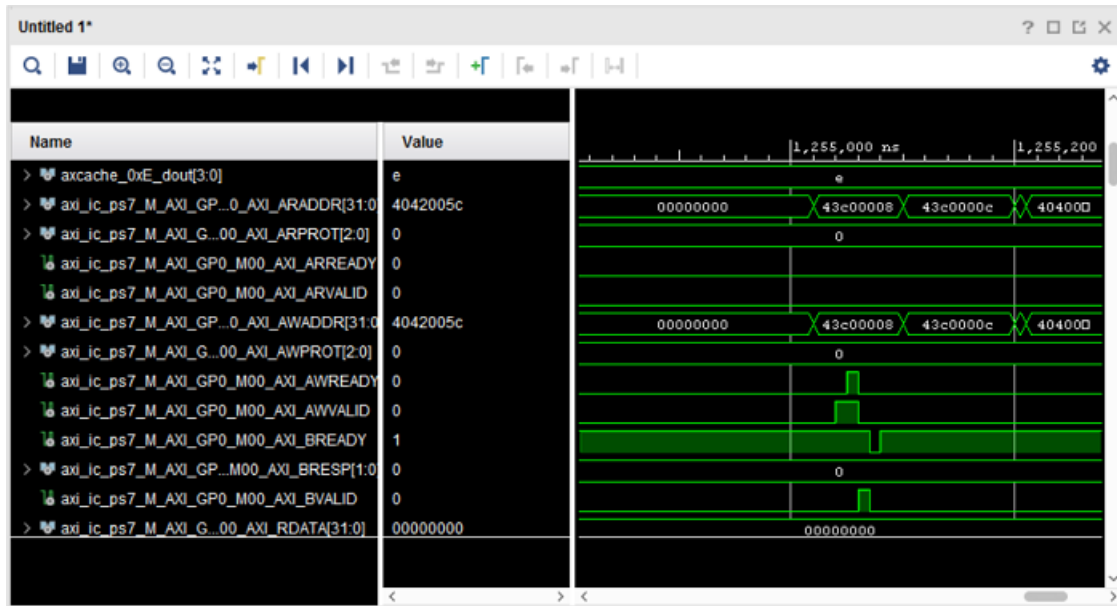 Untitled 1*
Name Value
1,255,000 ns 1,255,200
axcache_0xE_dout[3:0] e e
axi_ic_ps7_M_AXI_GP...0_AXI_ARADDR[31:0 4042005c 00000000 43c00008 43c0000c 40400
axi_ic_ps7_M_AXI_G...00_AXI_ARPROT[2:0] 0 0
axi_ic_ps7_M_AXI_GP0_M00_AXI_ARREADY 0
axi_ic_ps7_M_AXI_GP0_M00_AXI_ARVALID 0
axi_ic_ps7_M_AXI_GP...0_AXI_AWADDR[31:0 4042005c 00000000 43c00008 43c0000c 40400
axi_ic_ps7_M_AXI_G...00_AXI_AWPROT[2:0] 0 0
axi_ic_ps7_M_AXI_GP0_M00_AXI_AWREADY 0
axi_ic_ps7_M_AXI_GP0_M00_AXI_AWVALID 0
axi_ic_ps7_M_AXI_GP0_M00_AXI_BREADY 1
axi_ic_ps7_M_AXI_GP...M00_AXI_BRESP[1:0 0 0
axi_ic_ps7_M_AXI_GP0_M00_AXI_BVALID 0
axi_ic_ps7_M_AXI_G...00_AXI_RDATA[31:0] 00000000 00000000